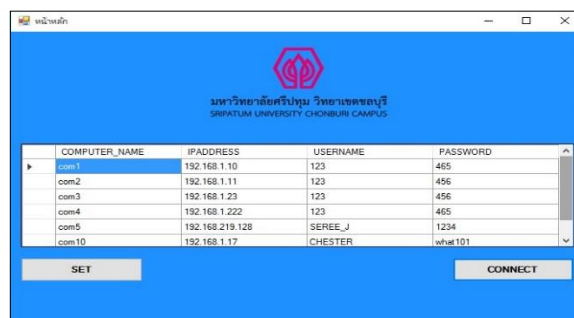 หน้าหลัก
มหาวิทยาลัยศรีปทุม วิทยาเขตชลบุรี
SRIPATUM UNIVERSITY CHONBURI CAMPUS
COMPUTER_NAME IPADDRESS USERNAME PASSWORD
com1 192.168.1.10 123 465
com2 192.168.1.11 123 456
com3 192.168.1.23 123 456
com4 192.168.1.222 123 465
com5 192.168.219.128 SEREE_J 1234
com10 192.168.1.17 CHESTER what101
SET CONNECT